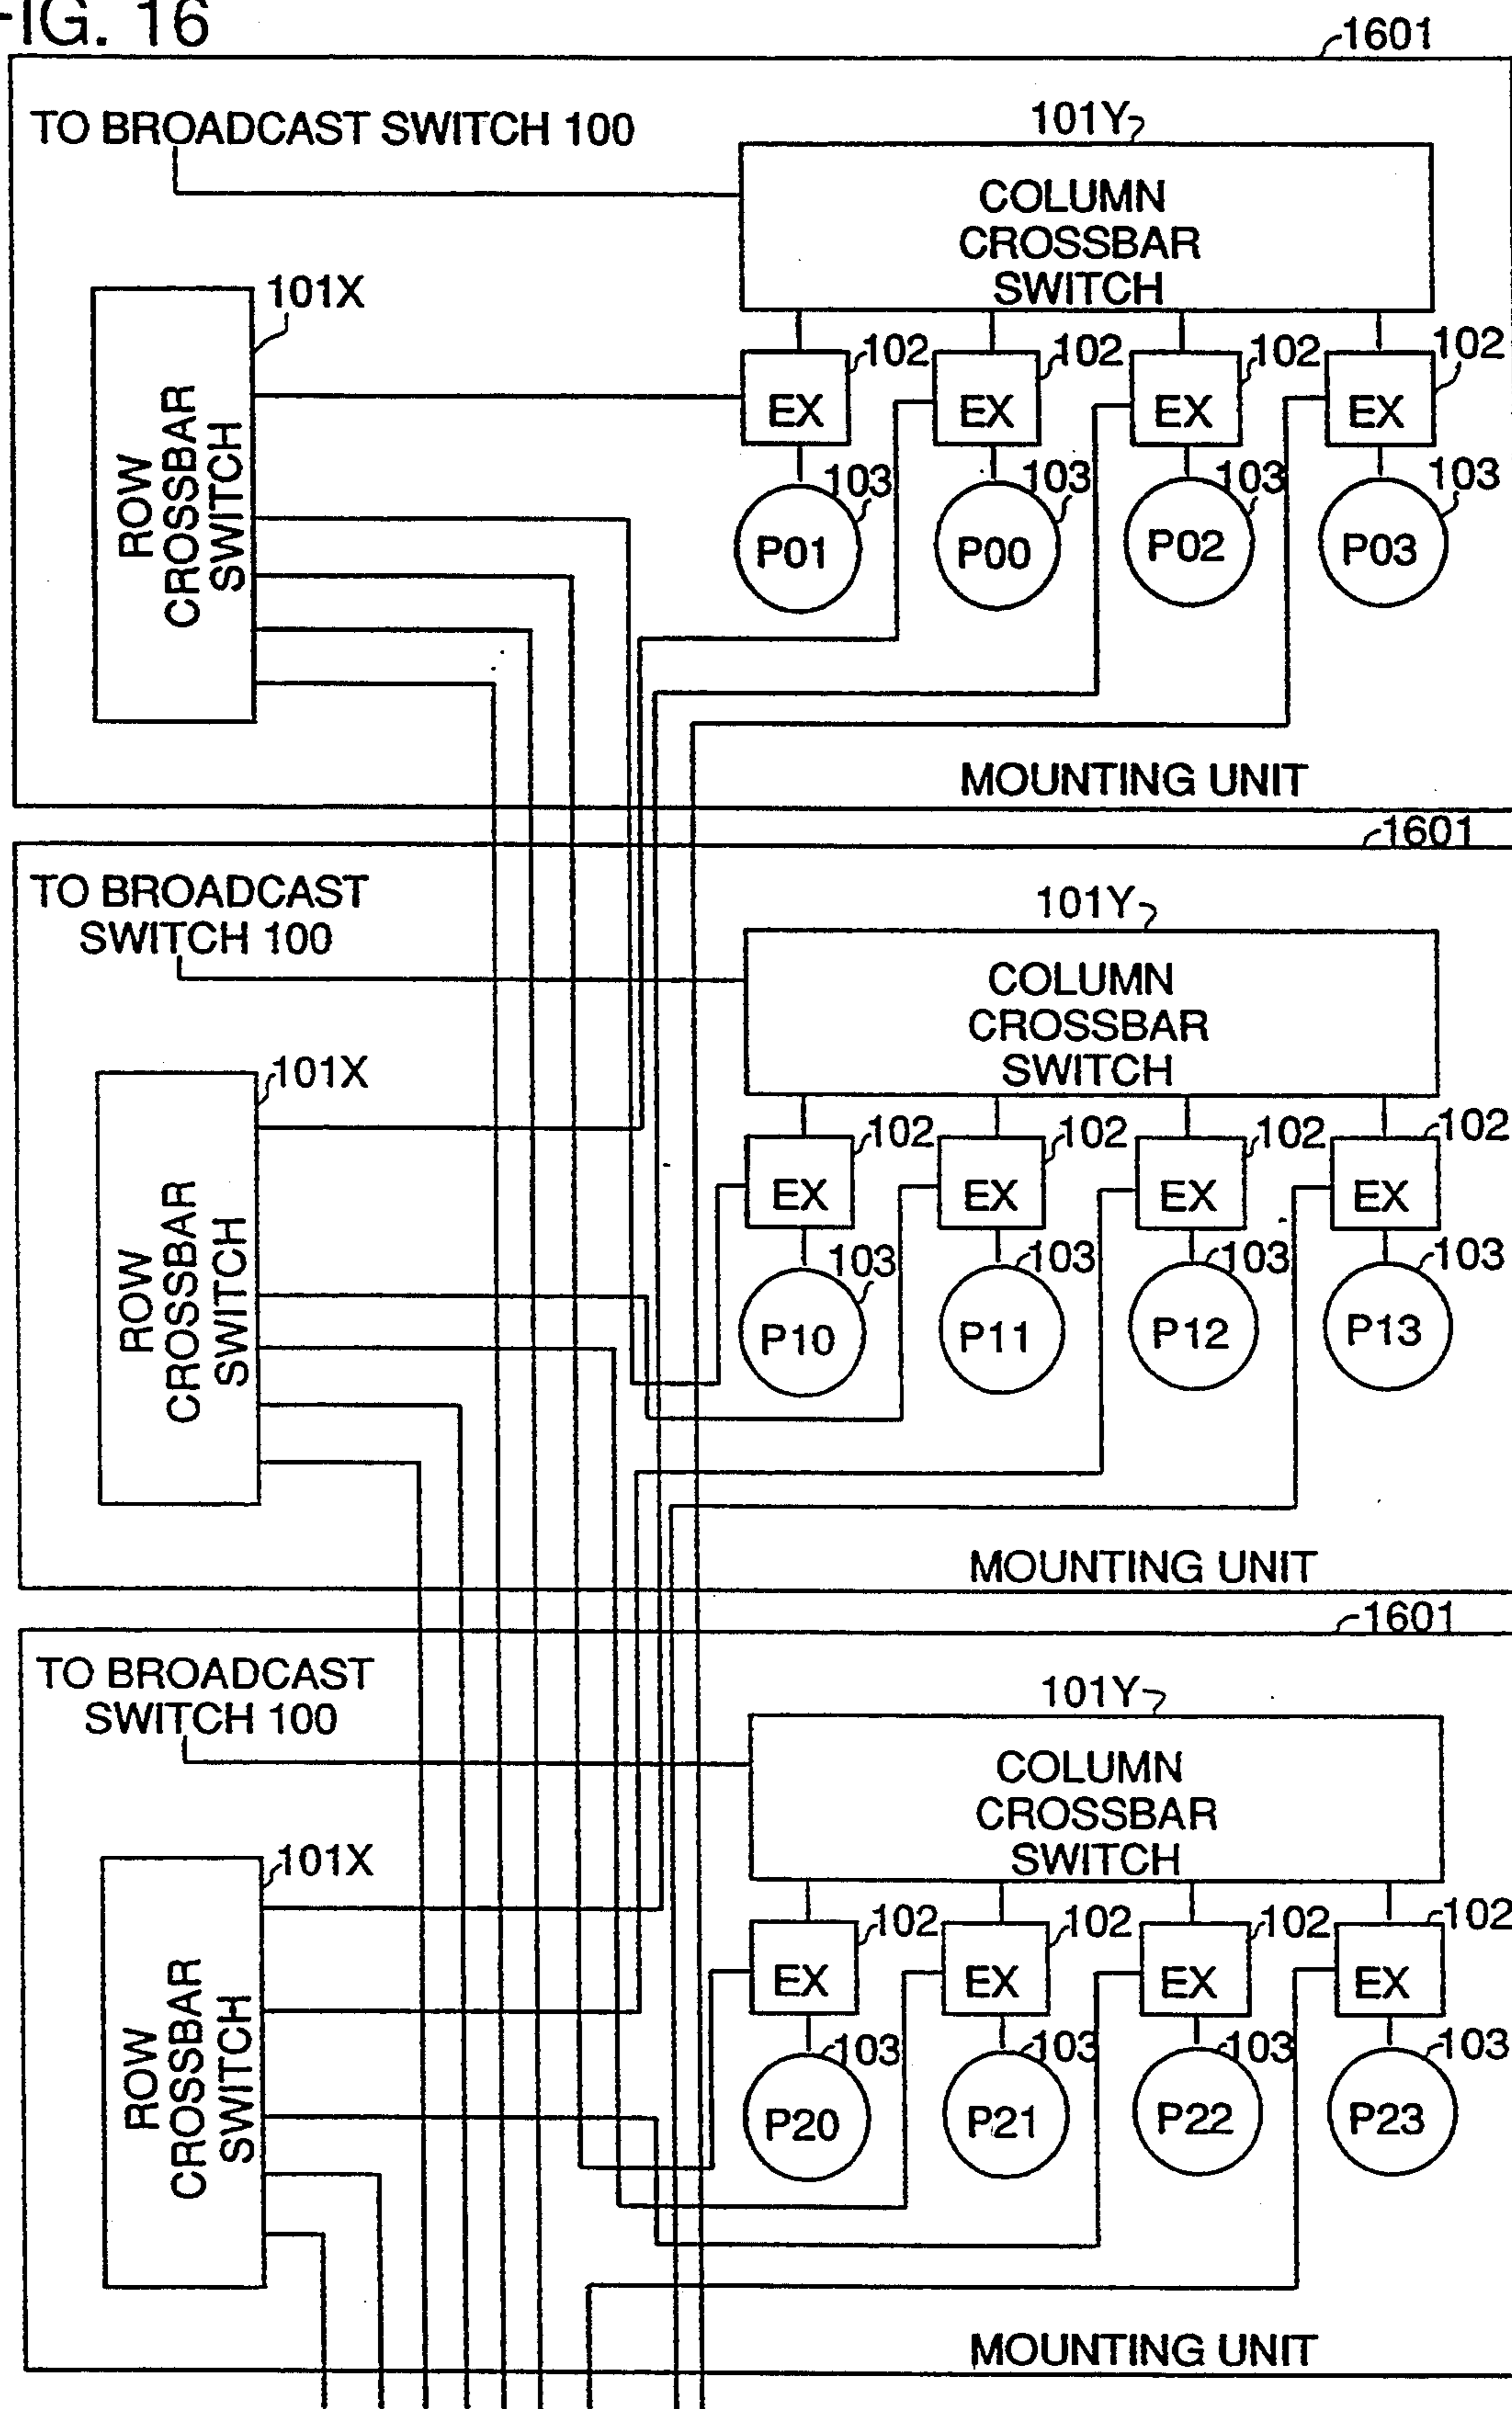 FIG. 16
1601
TO BROADCAST SWITCH 100
101Y
COLUMN
CROSSBAR
SWITCH
101X
ROW
CROSSBAR
SWITCH
102
102
102
102
EX
EX
EX
EX
103
103
103
103
P01
P00
P02
P03
MOUNTING UNIT
1601
TO BROADCAST
SWITCH 100
101Y
COLUMN
CROSSBAR
SWITCH
101X
ROW
CROSSBAR
SWITCH
102
102
102
102
EX
EX
EX
EX
103
103
103
103
P10
P11
P12
P13
MOUNTING UNIT
1601
TO BROADCAST
SWITCH 100
101Y
COLUMN
CROSSBAR
SWITCH
101X
ROW
CROSSBAR
SWITCH
102
102
102
102
EX
EX
EX
EX
103
103
103
103
P20
P21
P22
P23
MOUNTING UNIT